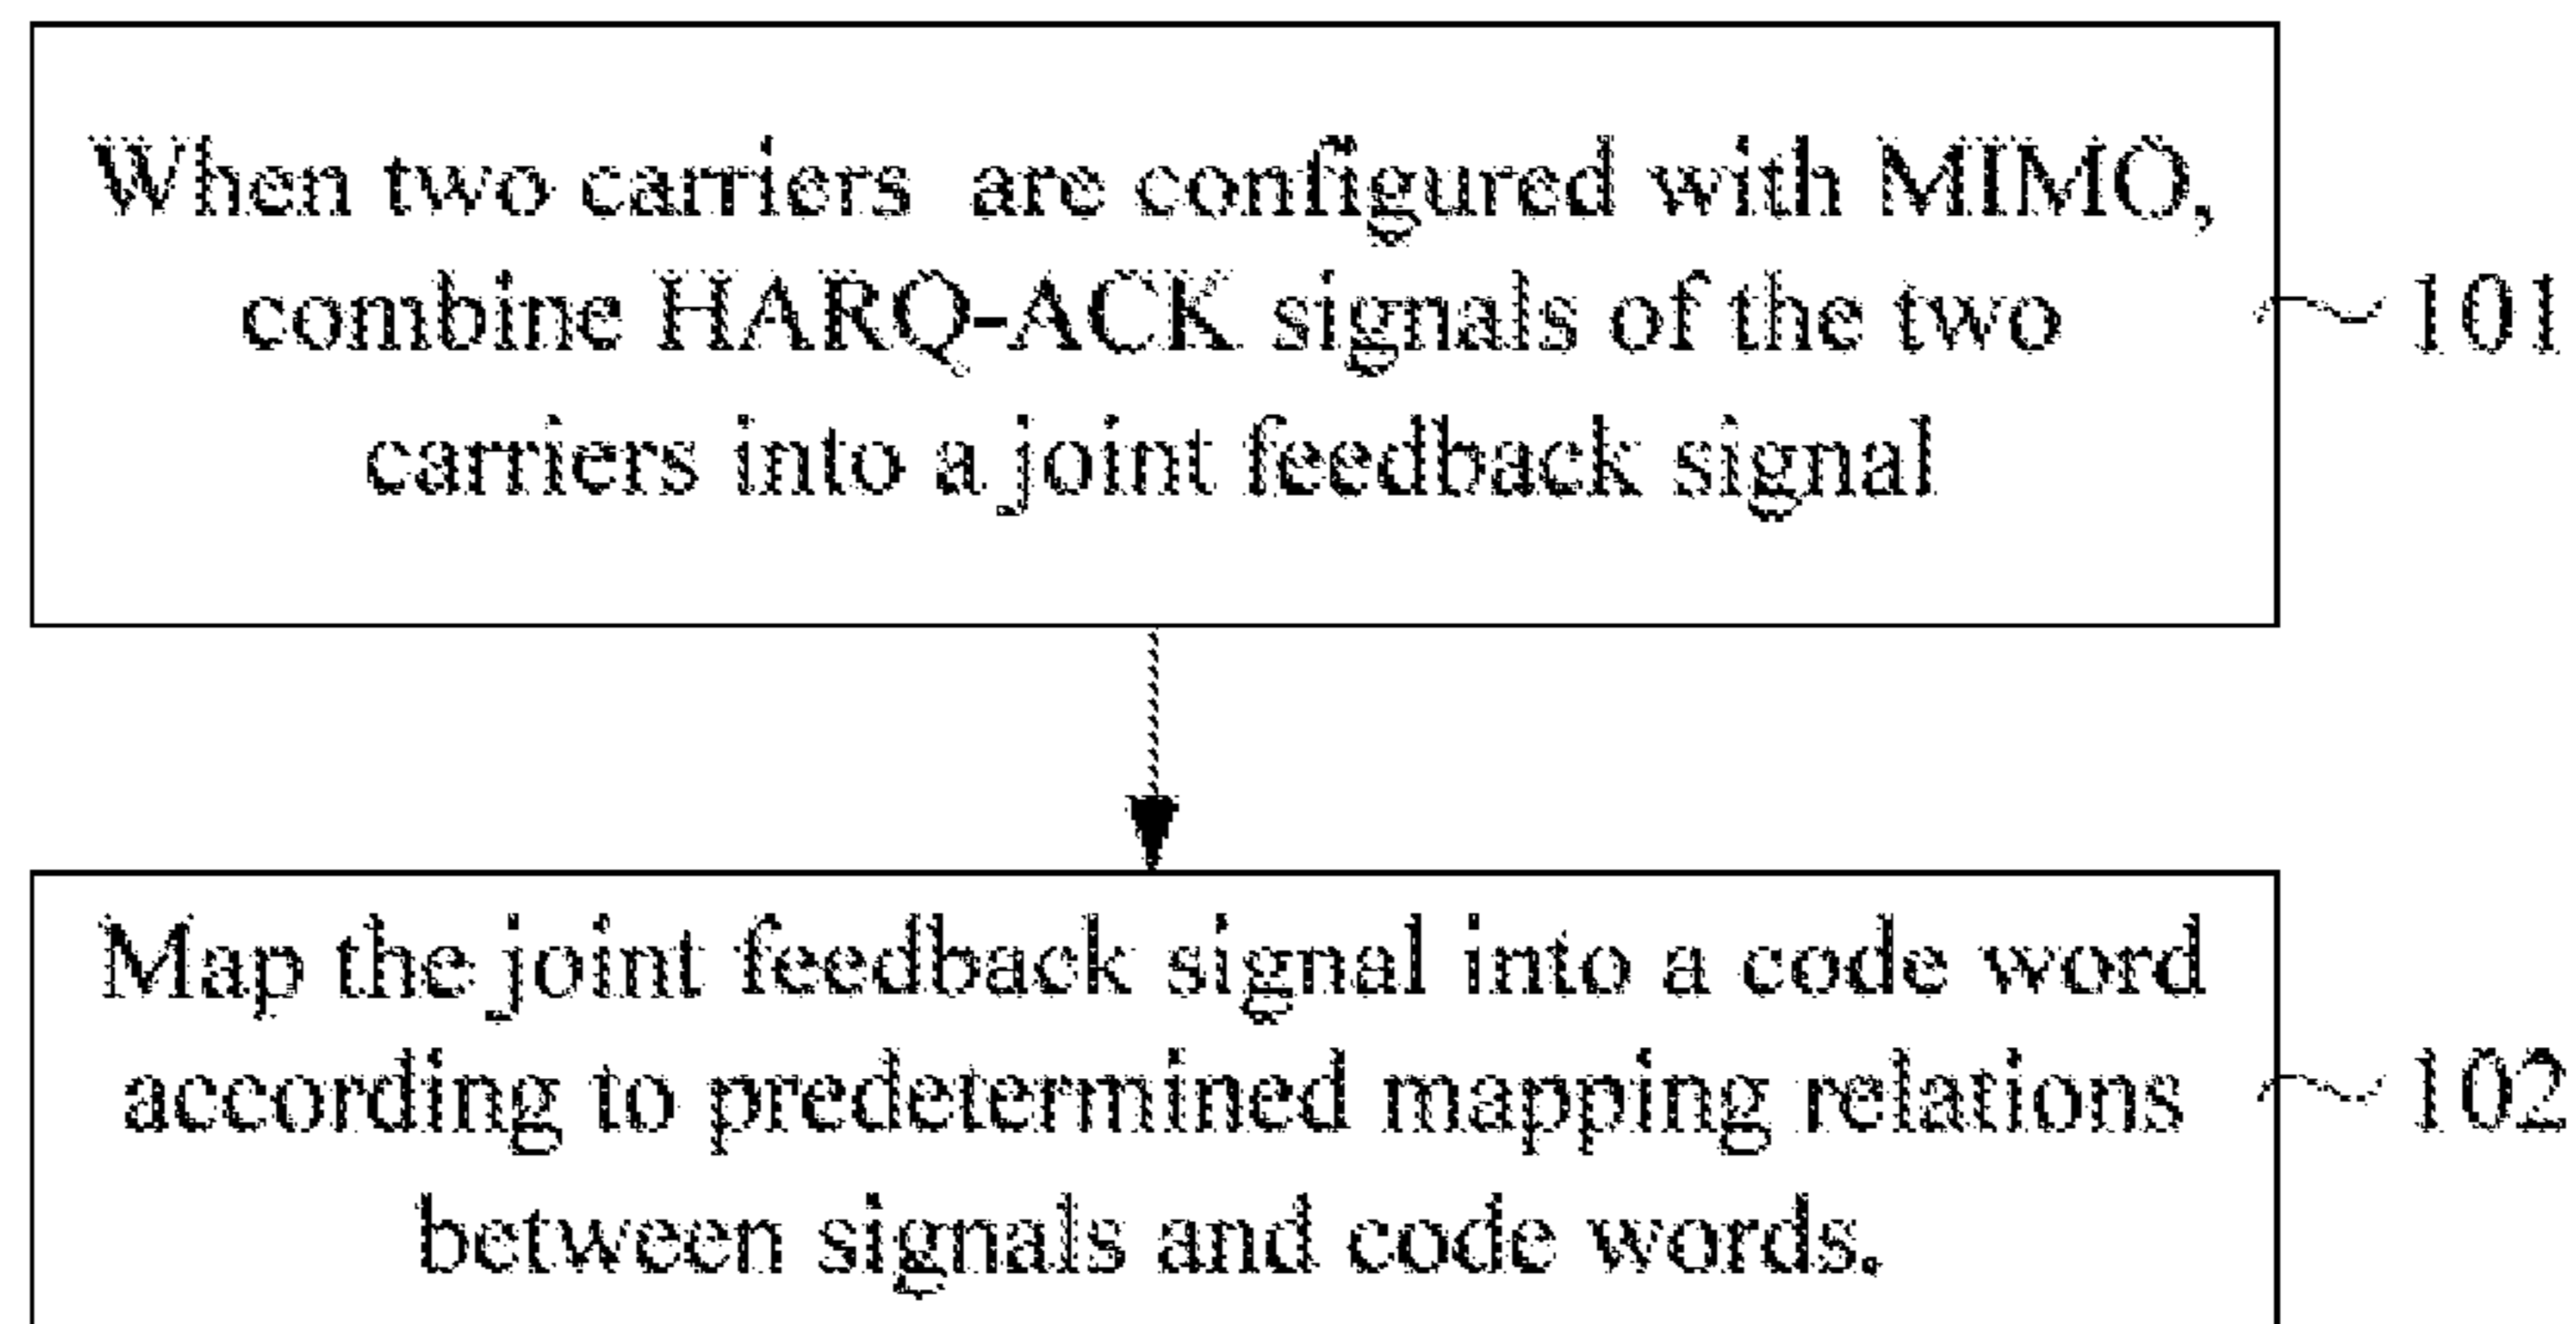 When two carriers are configured with MIMO,
combine HARQ-ACK signals of the two
carriers into a joint feedback signal
101
Map the joint feedback signal into a code word
according to predetermined mapping relations
between signals and code words.
102